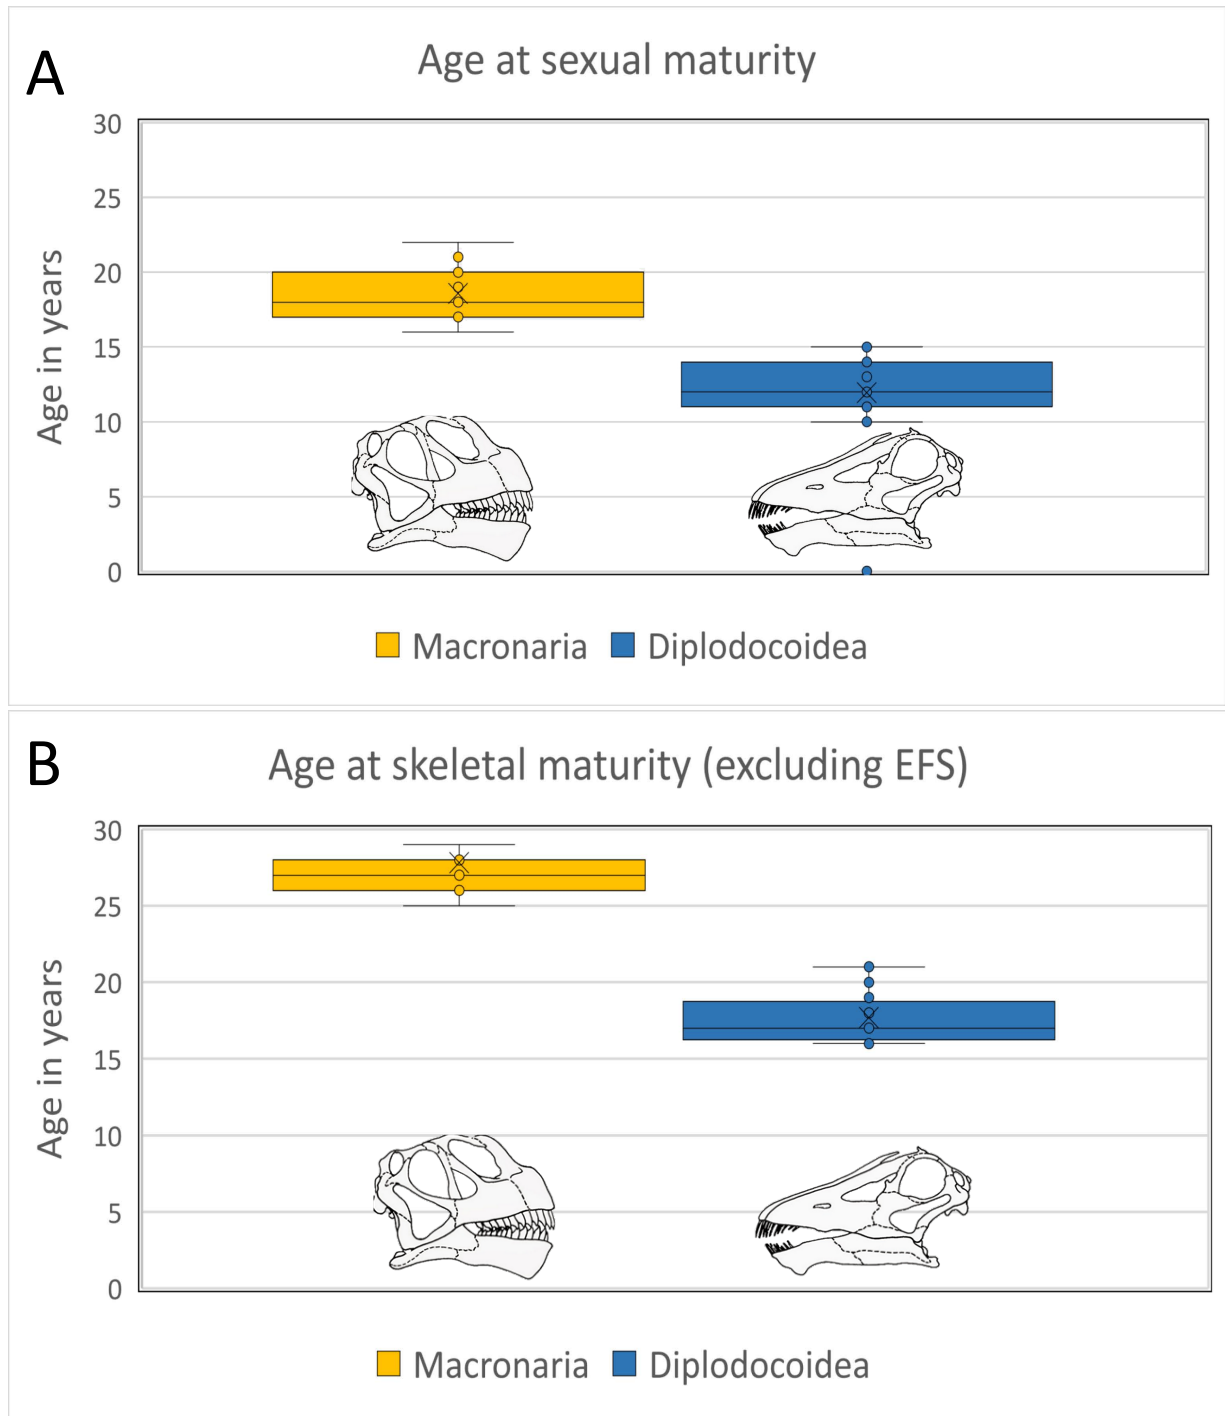 A
Age at sexual maturity
30
25
20
15
10
5
0
Age in years
Macronaria Diplodocoidea
B
Age at skeletal maturity (excluding EFS)
30
25
20
15
10
5
0
Age in years
Macronaria Diplodocoidea